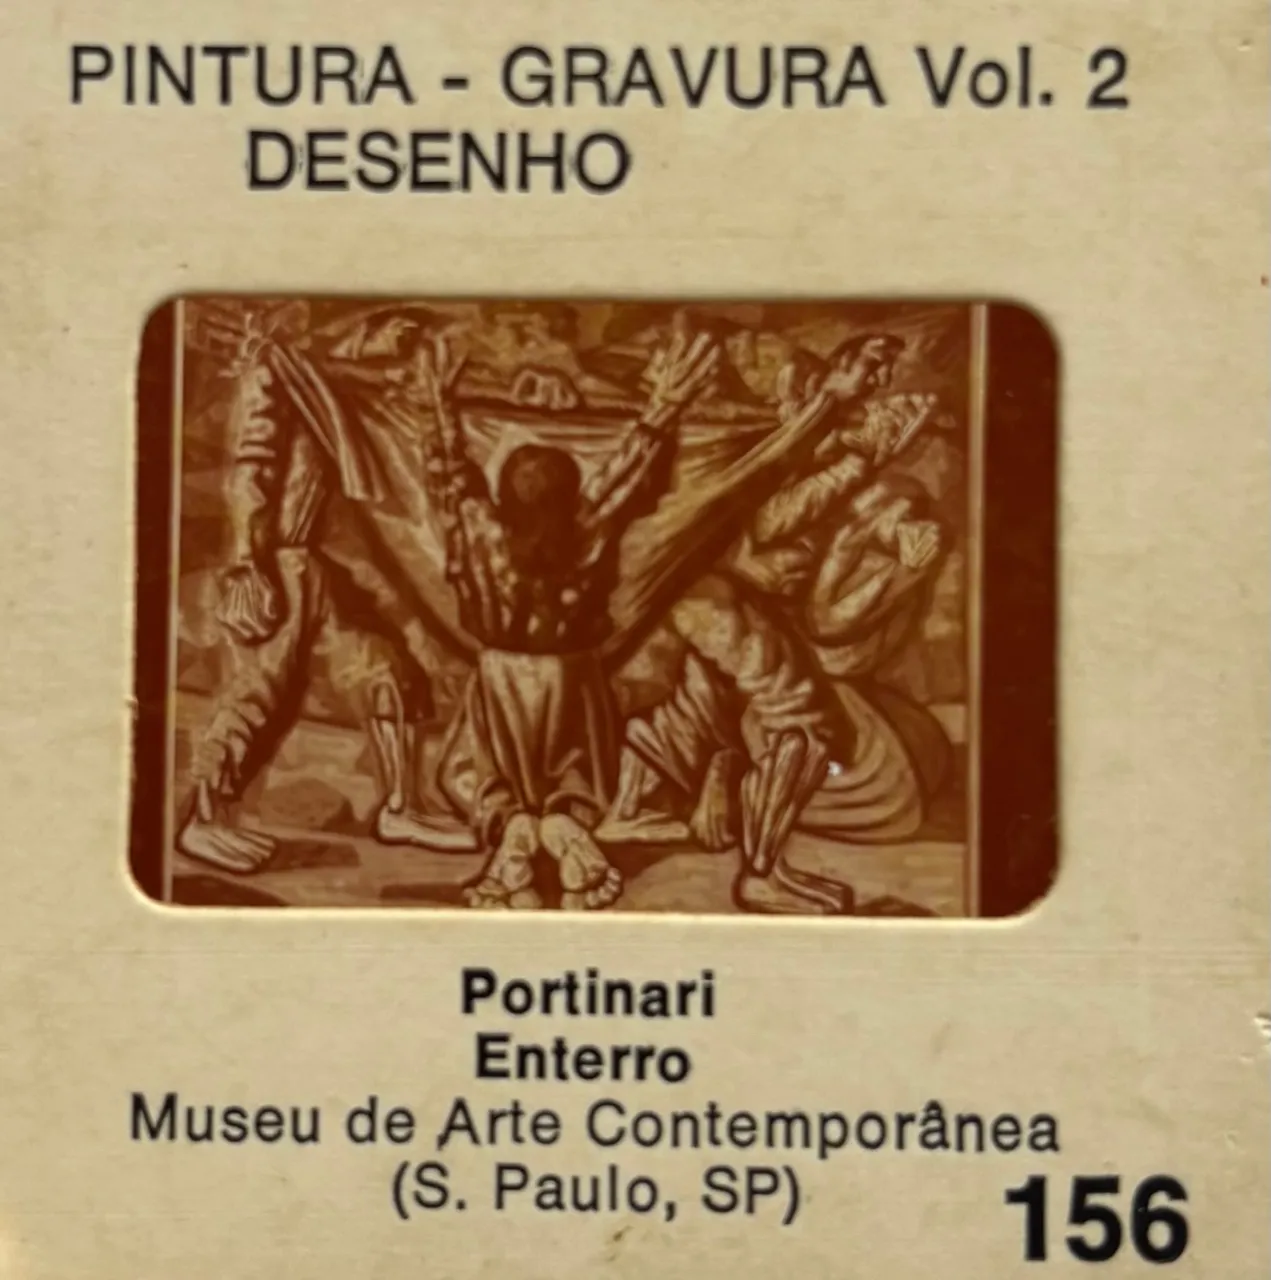 PINTURA - GRAVURA Vol. 2
DESENHO
Portinari
Enterro
Museu de Arte Contemporânea
(S. Paulo, SP)
156